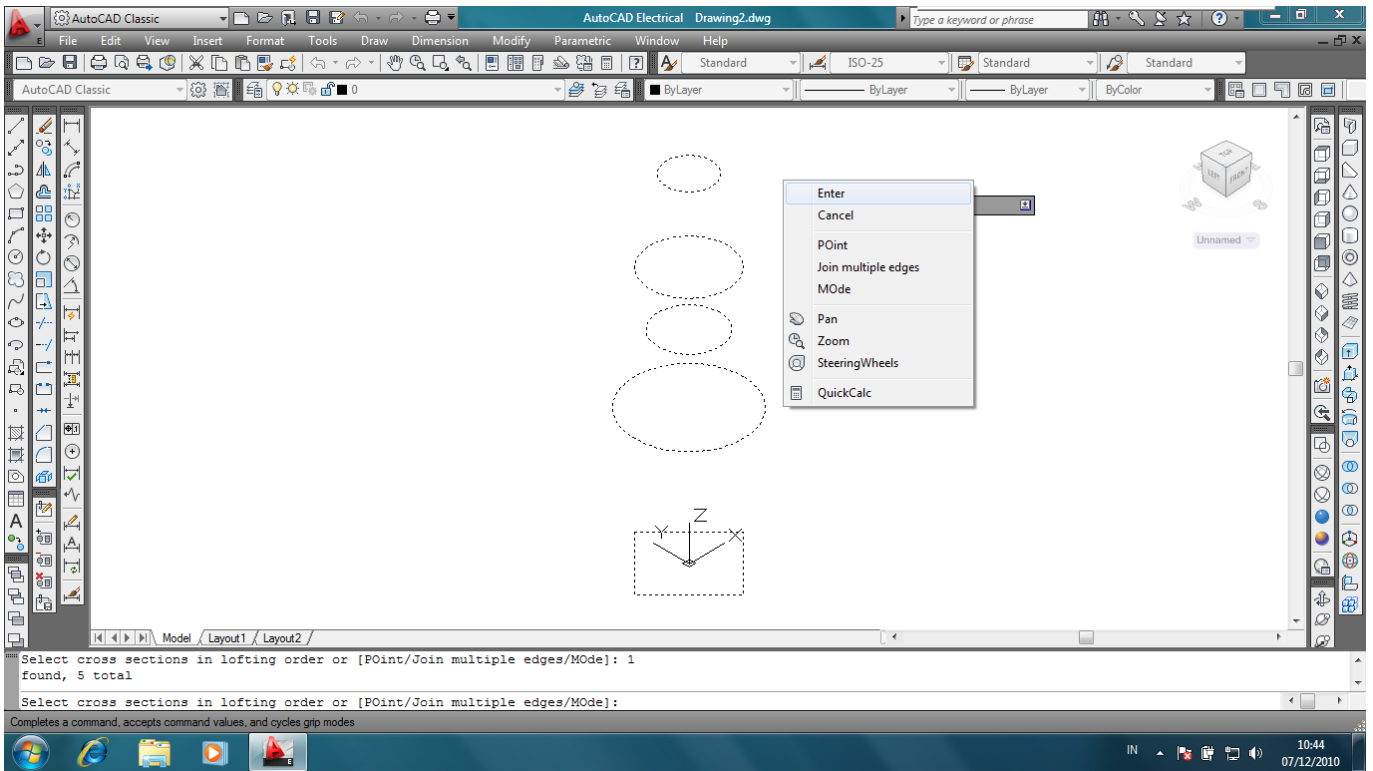 AutoCAD Classic
AutoCAD Electrical Drawing2.dwg
Type a keyword or phrase
E
File Edit View Insert Format Tools Draw Dimension Modify Parametric Window Help
Standard ISO-25 Standard Standard
AutoCAD Classic 0 ByLayer ByLayer ByLayer ByColor
TOP
LEFT FRONT
Unnamed
Enter
Cancel
POint
Join multiple edges
MOde
Pan
Zoom
SteeringWheels
QuickCalc
Z
Y X
A
Model Layout1 Layout2
Select cross sections in lofting order or [POint/Join multiple edges/MOde]: 1
found, 5 total
Select cross sections in lofting order or [POint/Join multiple edges/MOde]:
Completes a command, accepts command values, and cycles grip modes
IN
10:44
07/12/2010